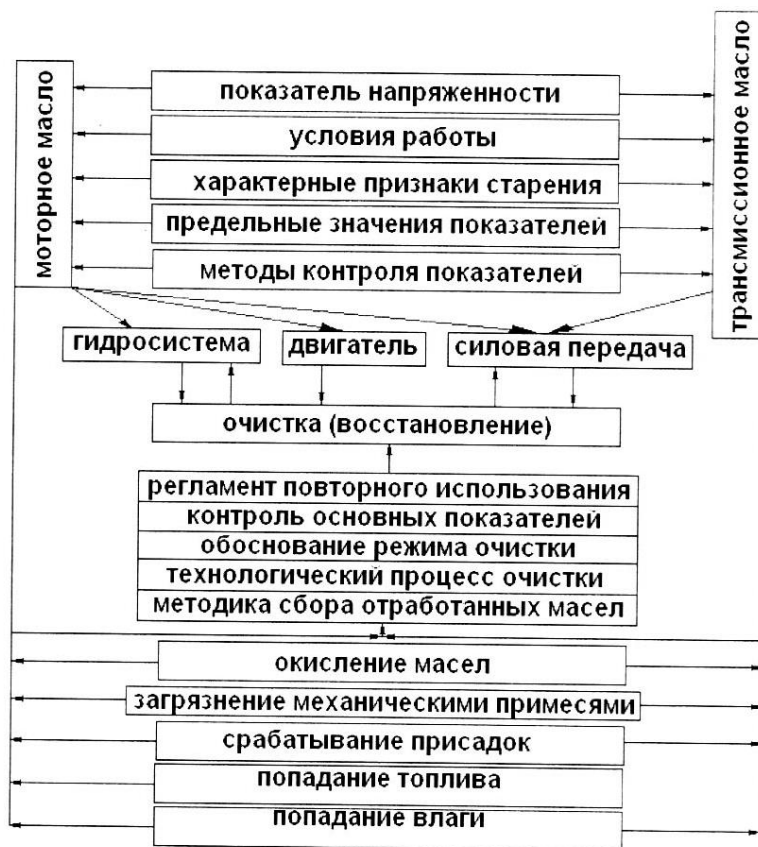 моторное масло
трансмиссионное масло
показатель напряженности
условия работы
характерные признаки старения
предельные значения показателей
методы контроля показателей
гидросистема
двигатель
силовая передача
очистка (восстановление)
регламент повторного использования
контроль основных показателей
обоснование режима очистки
технологический процесс очистки
методика сбора отработанных масел
окисление масел
загрязнение механическими примесями
срабатывание присадок
попадание топлива
попадание влаги